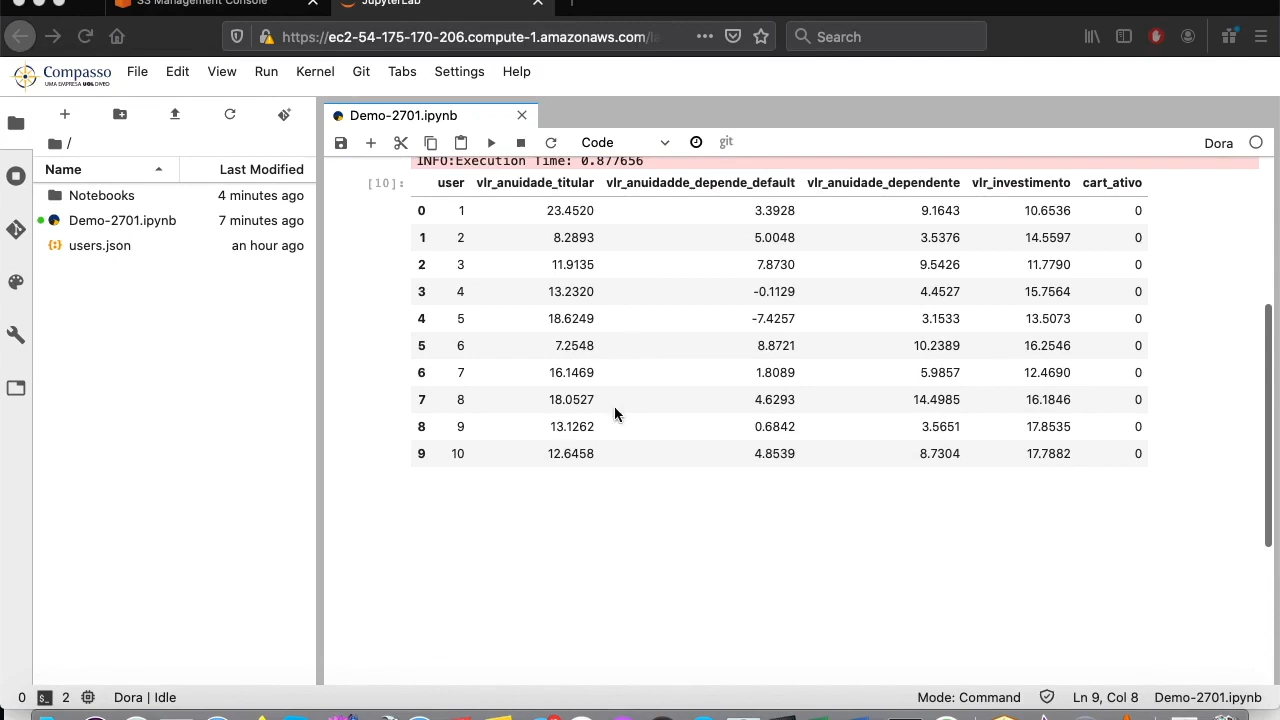 S3 Management Console
JupyterLab
https://ec2-54-175-170-206.compute-1.amazonaws.com/la
Search
Compasso
UMA EMPRESA UOL DIVEO
File Edit View Run Kernel Git Tabs Settings Help
Demo-2701.ipynb
/
Code
git
Dora
Name Last Modified
Notebooks 4 minutes ago
Demo-2701.ipynb 7 minutes ago
users.json an hour ago
INFO:Execution Time: 0.877656
[10]:
user vlr_anuidade_titular vlr_anuidadde_depende_default vlr_anuidade_dependente vlr_investimento cart_ativo
0 1 23.4520 3.3928 9.1643 10.6536 0
1 2 8.2893 5.0048 3.5376 14.5597 0
2 3 11.9135 7.8730 9.5426 11.7790 0
3 4 13.2320 -0.1129 4.4527 15.7564 0
4 5 18.6249 -7.4257 3.1533 13.5073 0
5 6 7.2548 8.8721 10.2389 16.2546 0
6 7 16.1469 1.8089 5.9857 12.4690 0
7 8 18.0527 4.6293 14.4985 16.1846 0
8 9 13.1262 0.6842 3.5651 17.8535 0
9 10 12.6458 4.8539 8.7304 17.7882 0
0 2 Dora | Idle Mode: Command Ln 9, Col 8 Demo-2701.ipynb